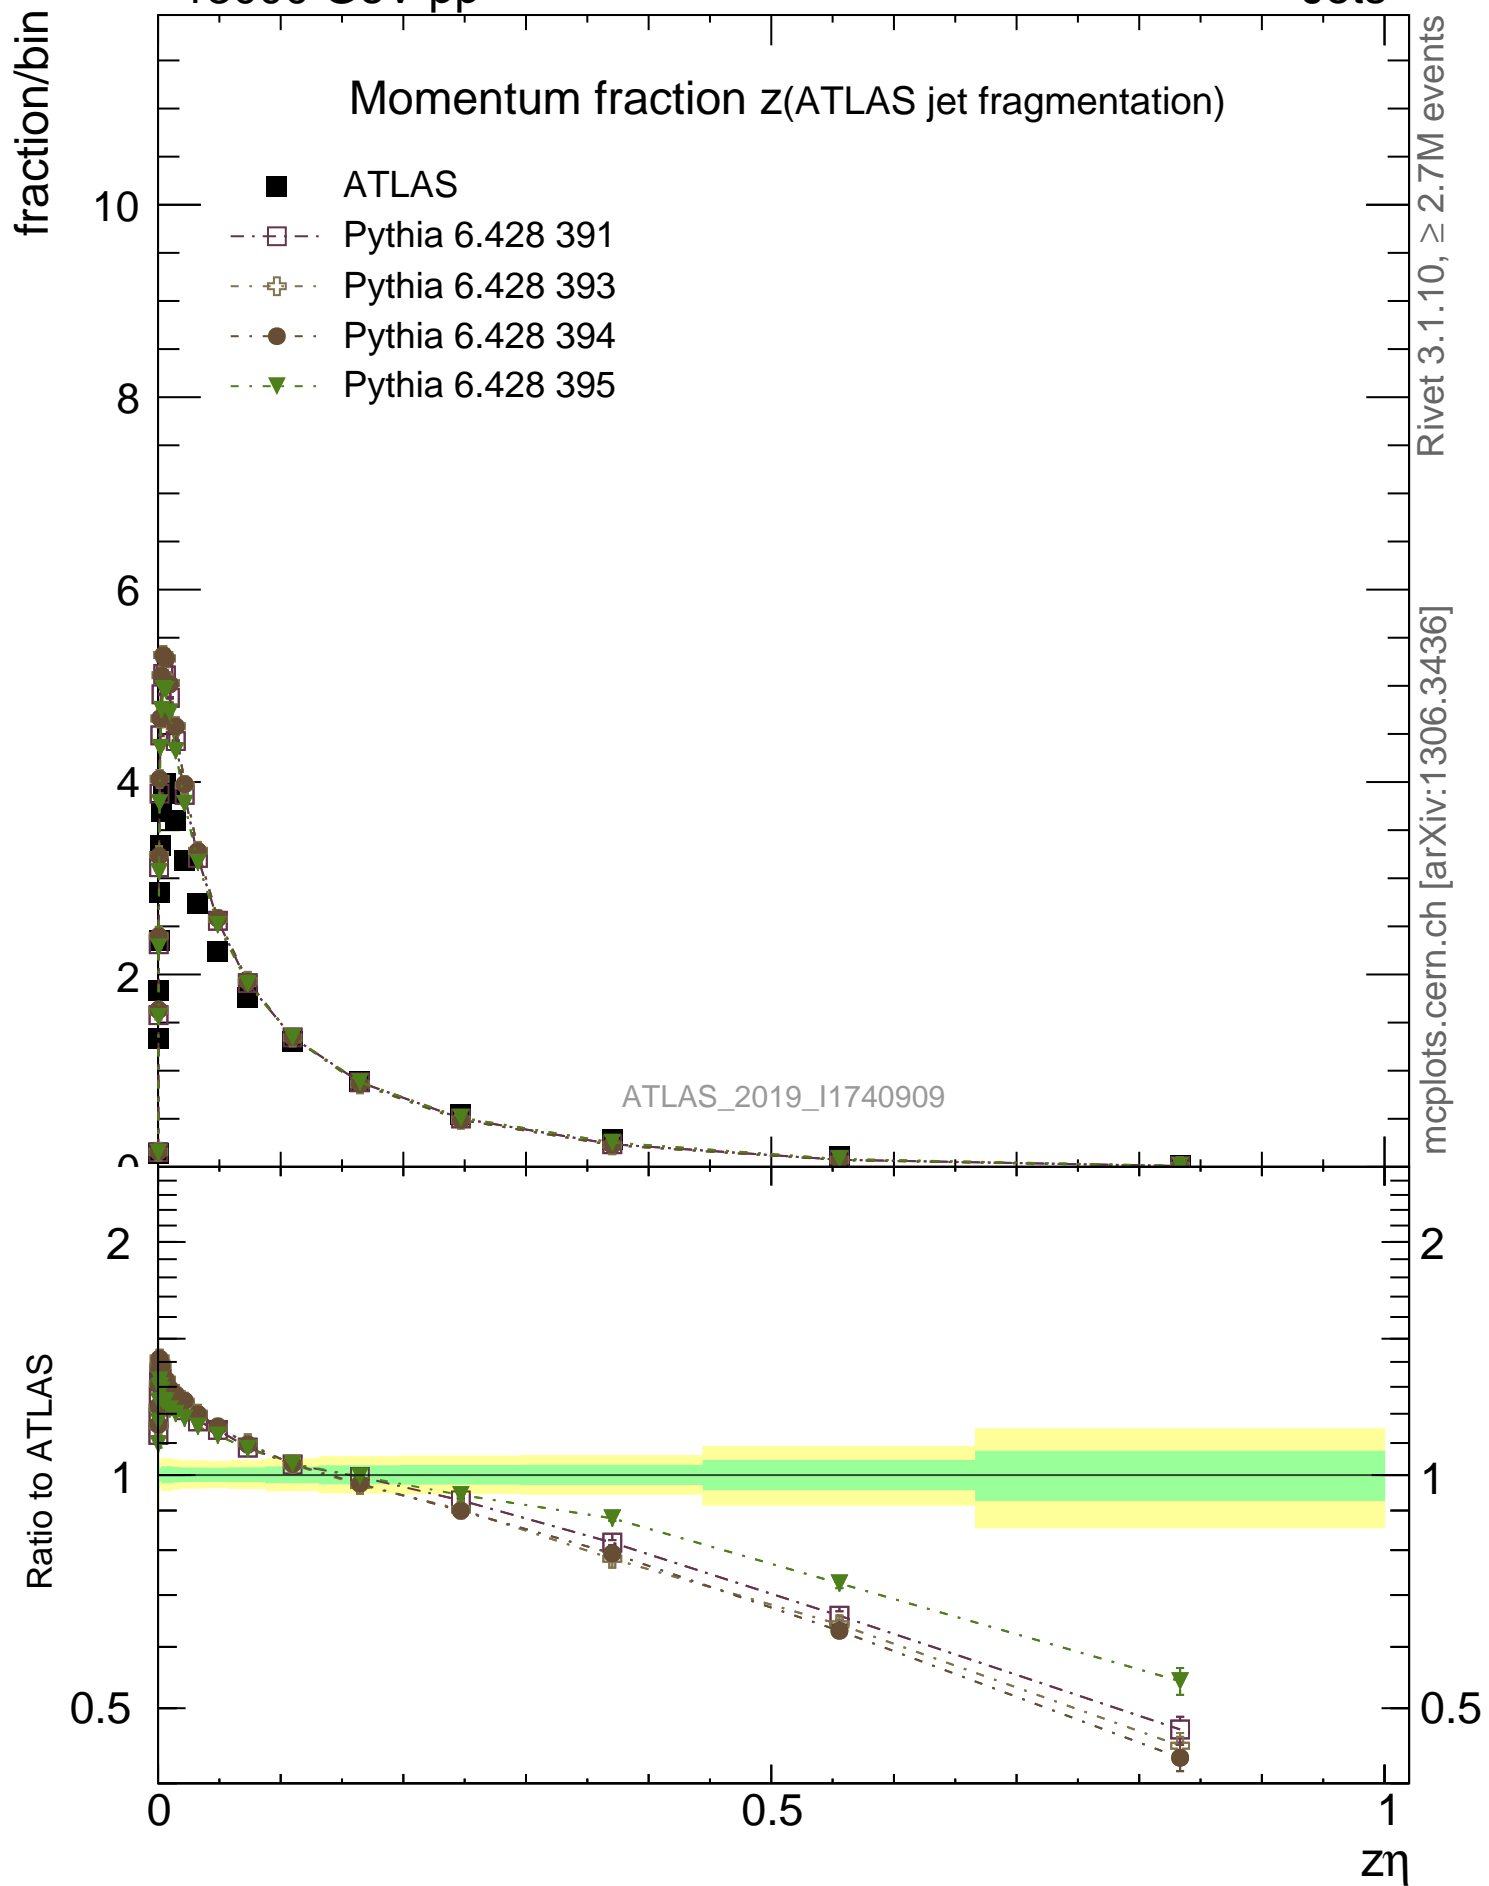 fraction/bin
Momentum fraction z(ATLAS jet fragmentation)
ATLAS
Pythia 6.428 391
Pythia 6.428 393
Pythia 6.428 394
Pythia 6.428 395
10
8
6
4
2
0
ATLAS_2019_I1740909
Rivet 3.1.10, ≥ 2.7M events
mcplots.cern.ch [arXiv:1306.3436]
Ratio to ATLAS
2
1
0.5
2
1
0.5
0
0.5
1
zη